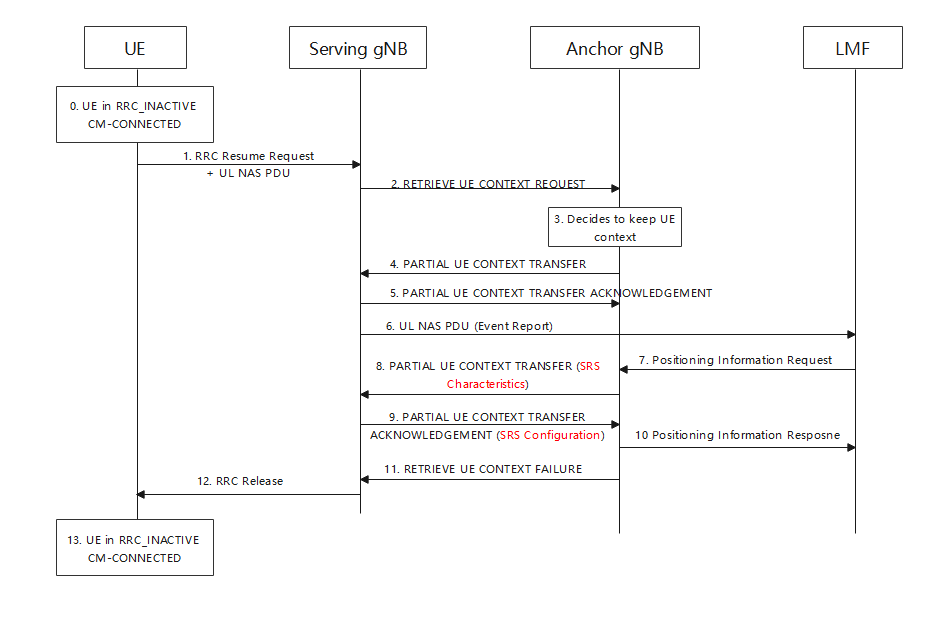 UE
Serving gNB
Anchor gNB
LMF
0. UE in RRC_INACTIVE
CM-CONNECTED
1. RRC Resume Request
+ UL NAS PDU
2. RETRIEVE UE CONTEXT REQUEST
3. Decides to keep UE
context
4. PARTIAL UE CONTEXT TRANSFER
5. PARTIAL UE CONTEXT TRANSFER ACKNOWLEDGEMENT
6. UL NAS PDU (Event Report)
7. Positioning Information Request
8. PARTIAL UE CONTEXT TRANSFER (SRS
Characteristics)
9. PARTIAL UE CONTEXT TRANSFER
ACKNOWLEDGEMENT (SRS Configuration)
10 Positioning Information Resposne
11. RETRIEVE UE CONTEXT FAILURE
12. RRC Release
13. UE in RRC_INACTIVE
CM-CONNECTED